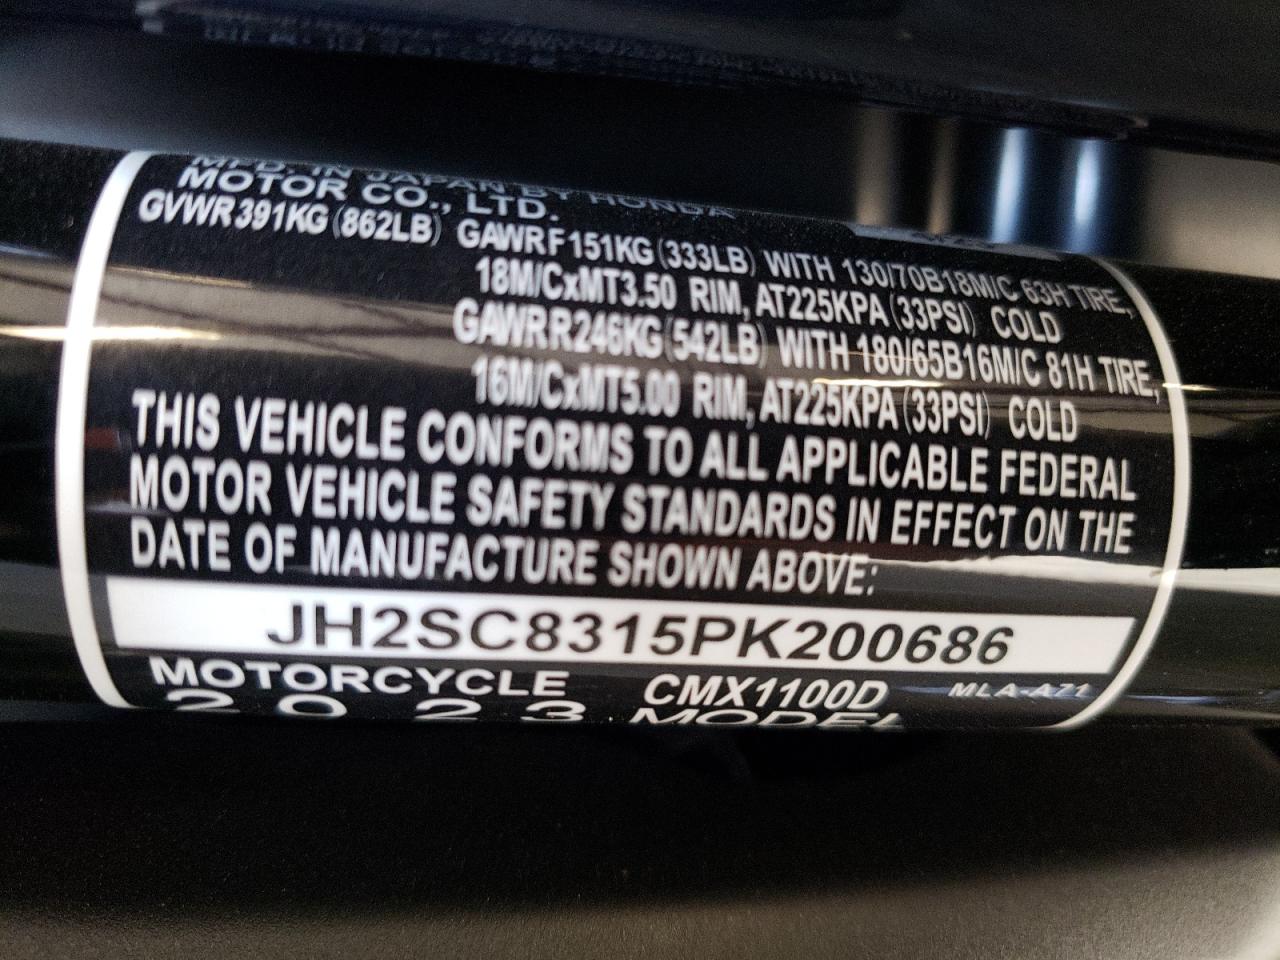 MFD. IN JAPAN BY HONDA
MOTOR CO., LTD.
GVWR391KG(862LB) GAWRF151KG(333LB) WITH 130/70B18M/C 63H TIRE,
18M/CxMT3.50 RIM, AT225KPA(33PSI) COLD
GAWRR246KG(542LB) WITH 180/65B16M/C 81H TIRE,
16M/CxMT5.00 RIM, AT225KPA(33PSI) COLD
THIS VEHICLE CONFORMS TO ALL APPLICABLE FEDERAL
MOTOR VEHICLE SAFETY STANDARDS IN EFFECT ON THE
DATE OF MANUFACTURE SHOWN ABOVE:
JH2SC8315PK200686
MOTORCYCLE CMX1100D MLA-A71
2023 MODEL